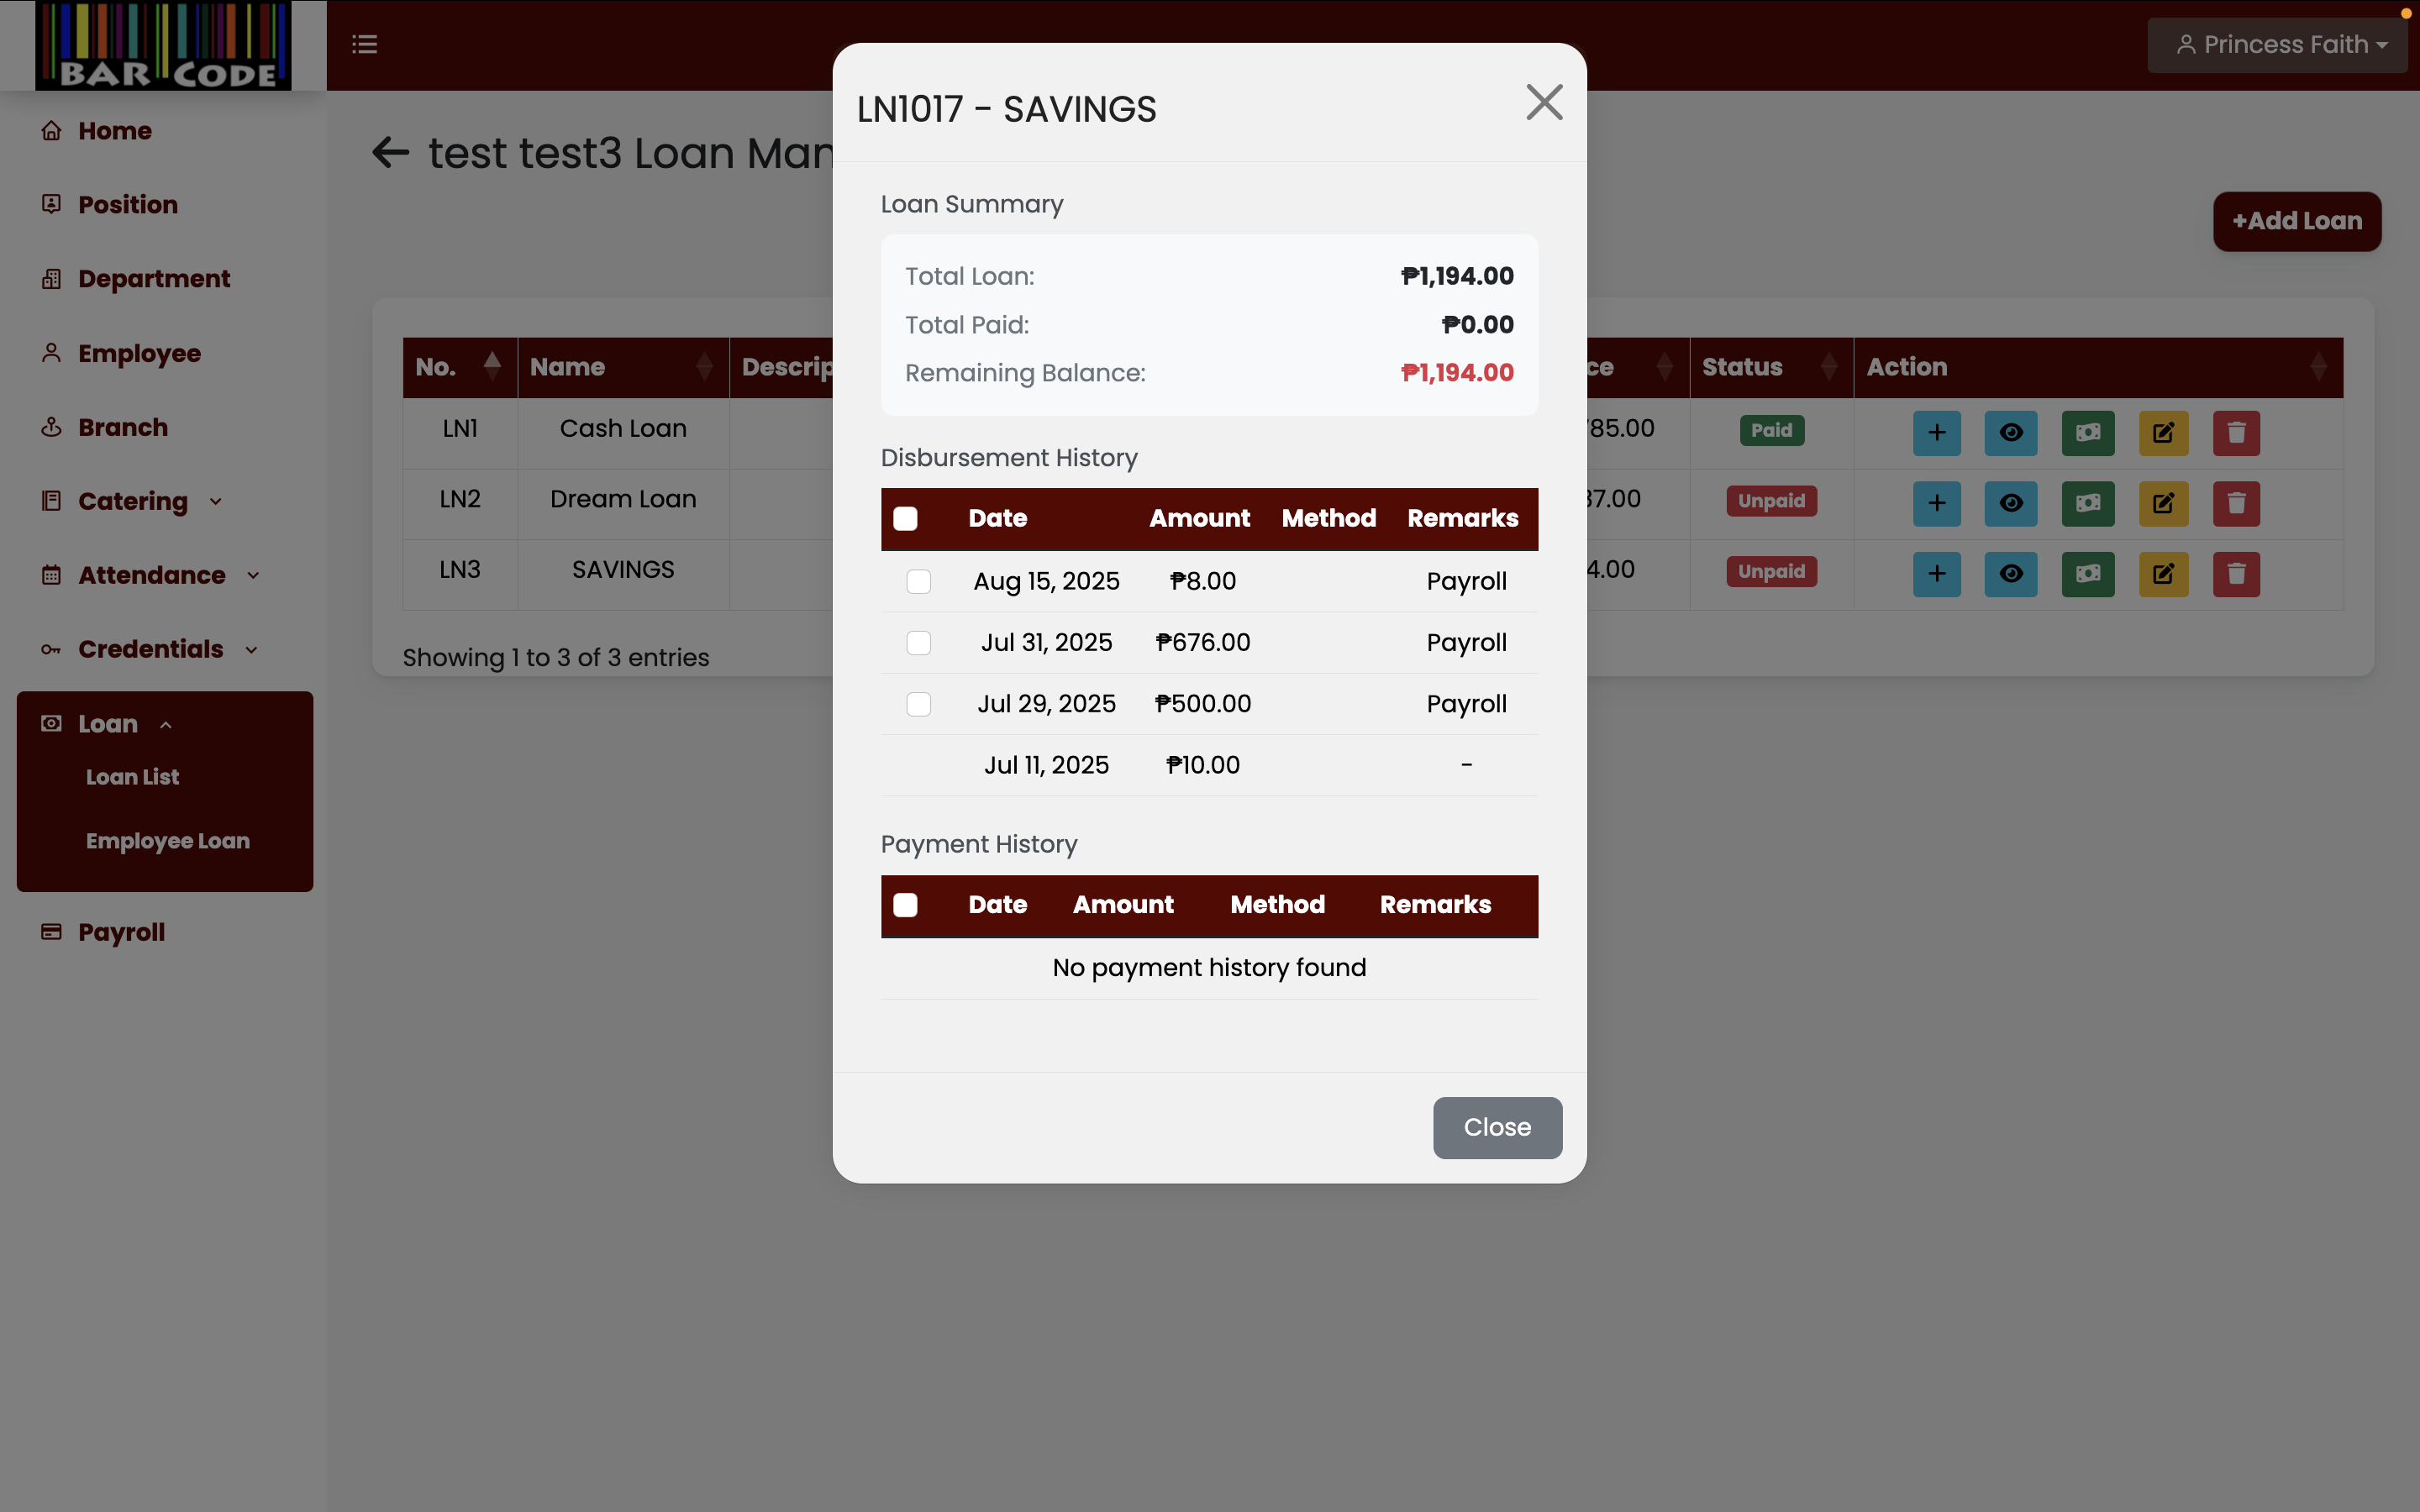 BAR CODE
Princess Faith
Home
Position
Department
Employee
Branch
Catering
Attendance
Credentials
Loan
Loan List
Employee Loan
Payroll
test test3 Loan Man
+Add Loan
No. Name Descrip ce Status Action
LN1 Cash Loan 85.00 Paid
LN2 Dream Loan 37.00 Unpaid
LN3 SAVINGS 4.00 Unpaid
Showing 1 to 3 of 3 entries
LN1017 - SAVINGS
Loan Summary
Total Loan: ₱1,194.00
Total Paid: ₱0.00
Remaining Balance: ₱1,194.00
Disbursement History
Date Amount Method Remarks
Aug 15, 2025 ₱8.00 Payroll
Jul 31, 2025 ₱676.00 Payroll
Jul 29, 2025 ₱500.00 Payroll
Jul 11, 2025 ₱10.00 -
Payment History
Date Amount Method Remarks
No payment history found
Close